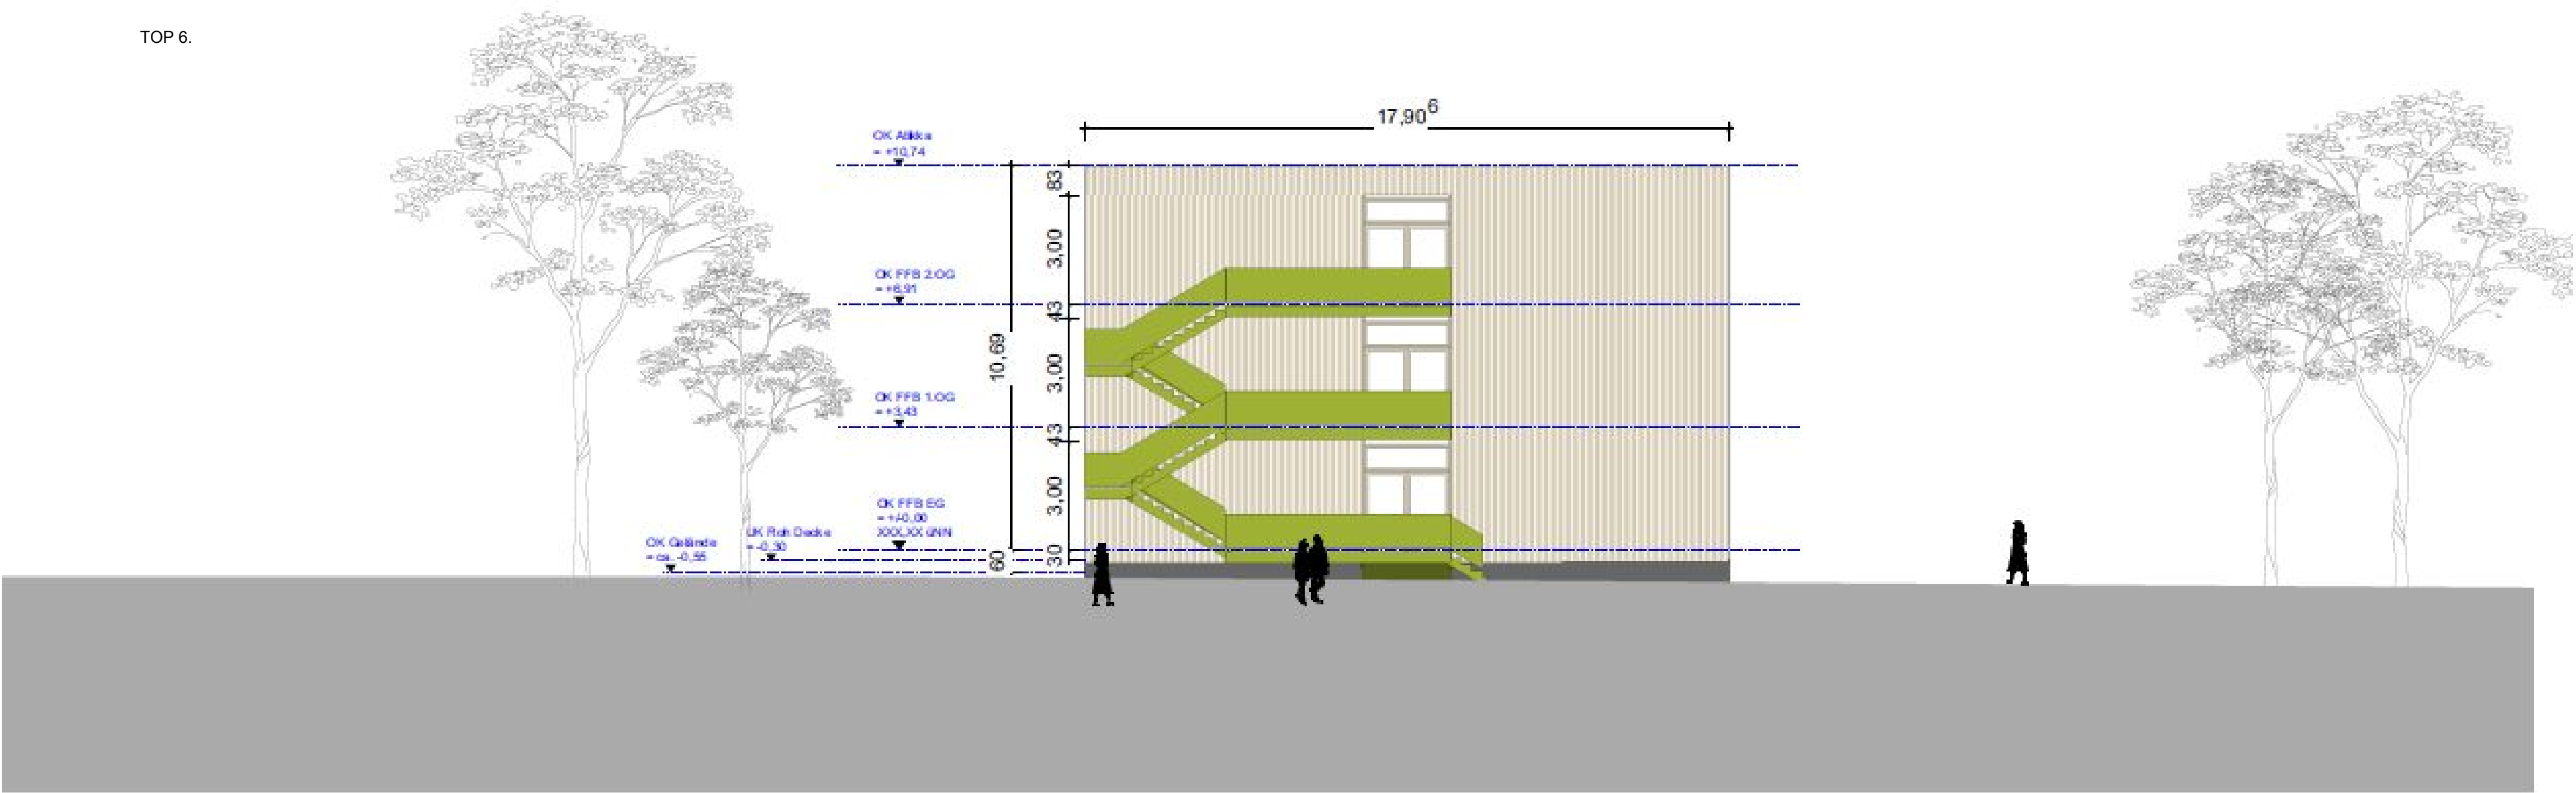 TOP 6.
17,90⁶
OK Attika
= +10,74
83
3,00
OK FFB 2.OG
= +6,91
43
10,69
3,00
OK FFB 1.OG
= +3,43
43
3,00
OK FFB EG
= +/-0,00
XXX,XX üNN
UK Roh Decke
= -0,30
OK Gelände
= ca. -0,55
60
30